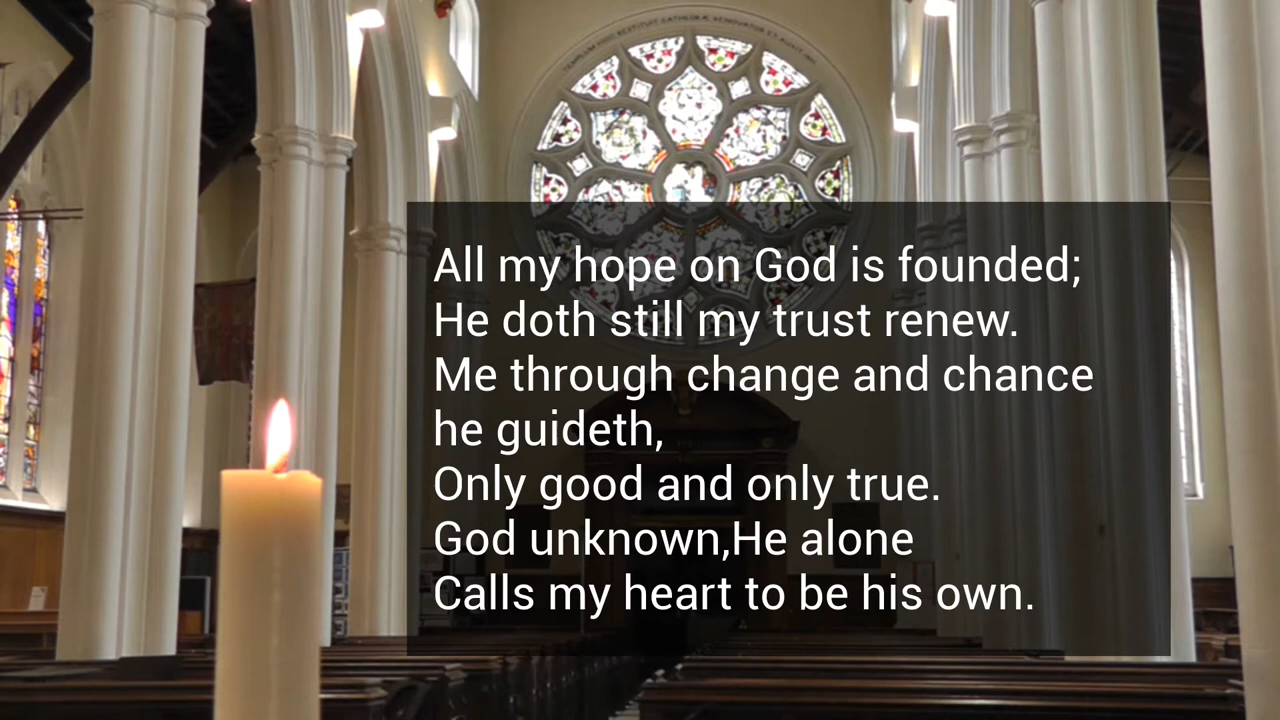 All my hope on God is founded;
He doth still my trust renew.
Me through change and chance
he guideth,
Only good and only true.
God unknown,He alone
Calls my heart to be his own.